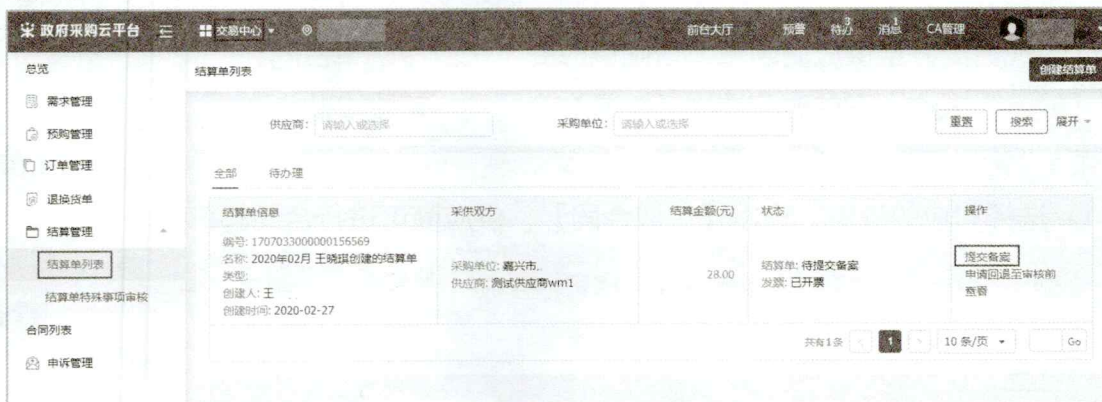 政府采购云平台 交易中心 前台大厅 预警 待办 3 消息 1 CA管理
总览
需求管理
预购管理
订单管理
退换货单
结算管理
结算单列表
结算单特殊事项审核
合同列表
申诉管理
结算单列表 创建结算单
供应商: 请输入或选择 采购单位: 请输入或选择 重置 搜索 展开
全部 待办理
结算单信息 采供双方 结算金额(元) 状态 操作
编号: 1707033000000156569
名称: 2020年02月 王晓琪创建的结算单
类型:
创建人: 王
创建时间: 2020-02-27
采购单位: 嘉兴市
供应商: 测试供应商wm1
28.00
结算单: 待提交备案
发票: 已开票
提交备案
申请回退至审核前
查看
共有1条 1 10 条/页 Go